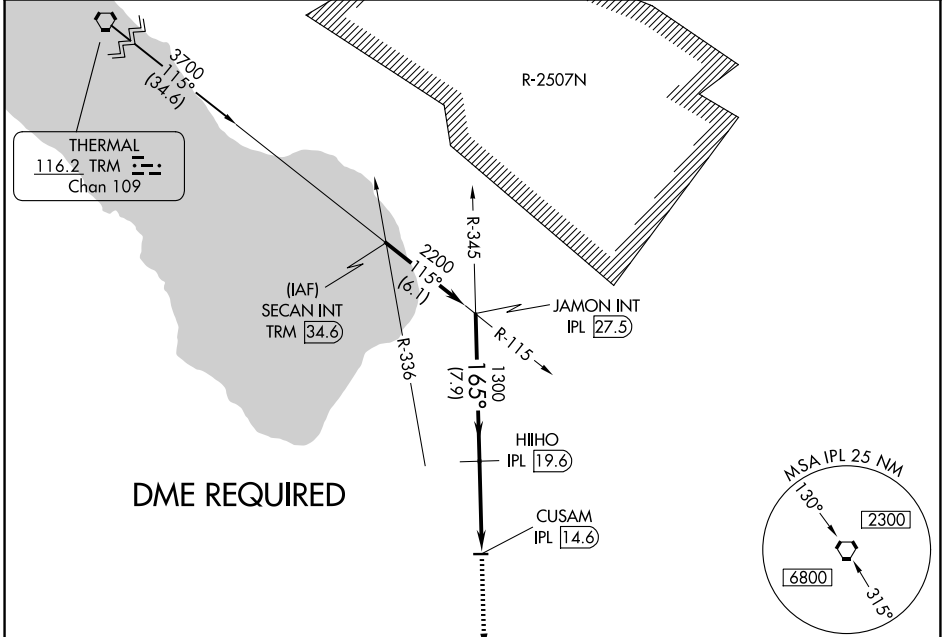 3700
115°
(34.6)
R-2507N
THERMAL
116.2 TRM
Chan 109
R-345
2200
115°
(6.1)
(IAF)
SECAN INT
TRM 34.6
JAMON INT
IPL 27.5
R-115
R-336
1300
165°
(7.9)
HIHO
IPL 19.6
DME REQUIRED
CUSAM
IPL 14.6
MSA IPL 25 NM
130°
2300
6800
315°